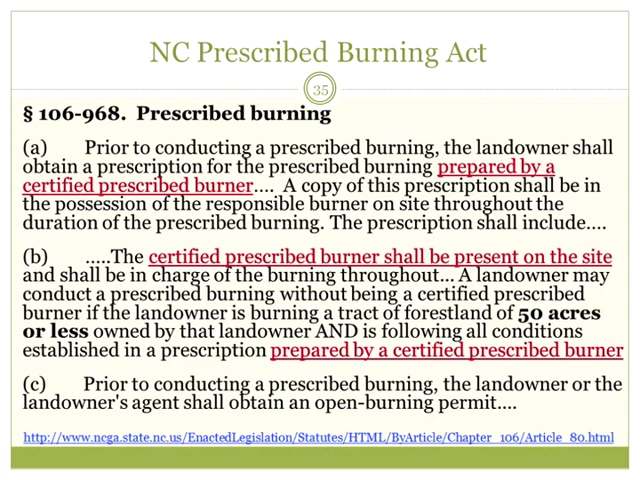 NC Prescribed Burning Act
35
§ 106-968.  Prescribed burning
(a) Prior to conducting a prescribed burning, the landowner shall
obtain a prescription for the prescribed burning prepared by a
certified prescribed burner….  A copy of this prescription shall be in
the possession of the responsible burner on site throughout the
duration of the prescribed burning. The prescription shall include….
(b) …..The certified prescribed burner shall be present on the site
and shall be in charge of the burning throughout… A landowner may
conduct a prescribed burning without being a certified prescribed
burner if the landowner is burning a tract of forestland of 50 acres
or less owned by that landowner AND is following all conditions
established in a prescription prepared by a certified prescribed burner
(c) Prior to conducting a prescribed burning, the landowner or the
landowner's agent shall obtain an open-burning permit….
http://www.ncga.state.nc.us/EnactedLegislation/Statutes/HTML/ByArticle/Chapter_106/Article_80.html